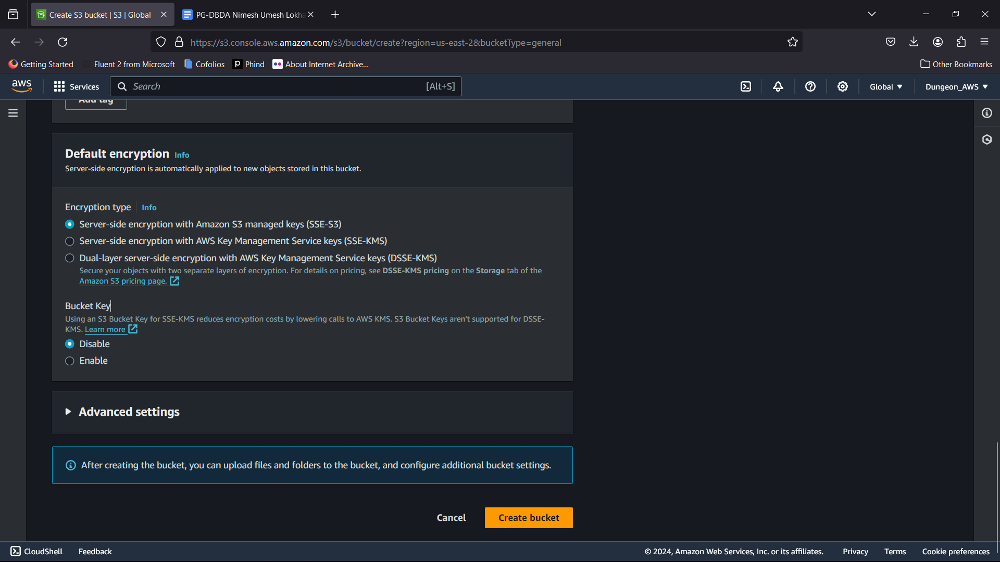 Create S3 bucket | S3 | Global
PG-DBDA Nimesh Umesh Lokha
https://s3.console.aws.amazon.com/s3/bucket/create?region=us-east-2&bucketType=general
Getting Started
Fluent 2 from Microsoft
Cofolios
Phind
About Internet Archive...
Other Bookmarks
aws
Services
Search
[Alt+S]
Global
Dungeon_AWS
Add tag
Default encryption Info
Server-side encryption is automatically applied to new objects stored in this bucket.
Encryption type Info
Server-side encryption with Amazon S3 managed keys (SSE-S3)
Server-side encryption with AWS Key Management Service keys (SSE-KMS)
Dual-layer server-side encryption with AWS Key Management Service keys (DSSE-KMS)
Secure your objects with two separate layers of encryption. For details on pricing, see DSSE-KMS pricing on the Storage tab of the
Amazon S3 pricing page.
Bucket Key
Using an S3 Bucket Key for SSE-KMS reduces encryption costs by lowering calls to AWS KMS. S3 Bucket Keys aren't supported for DSSE-
KMS. Learn more
Disable
Enable
Advanced settings
After creating the bucket, you can upload files and folders to the bucket, and configure additional bucket settings.
Cancel
Create bucket
CloudShell
Feedback
© 2024, Amazon Web Services, Inc. or its affiliates.
Privacy
Terms
Cookie preferences